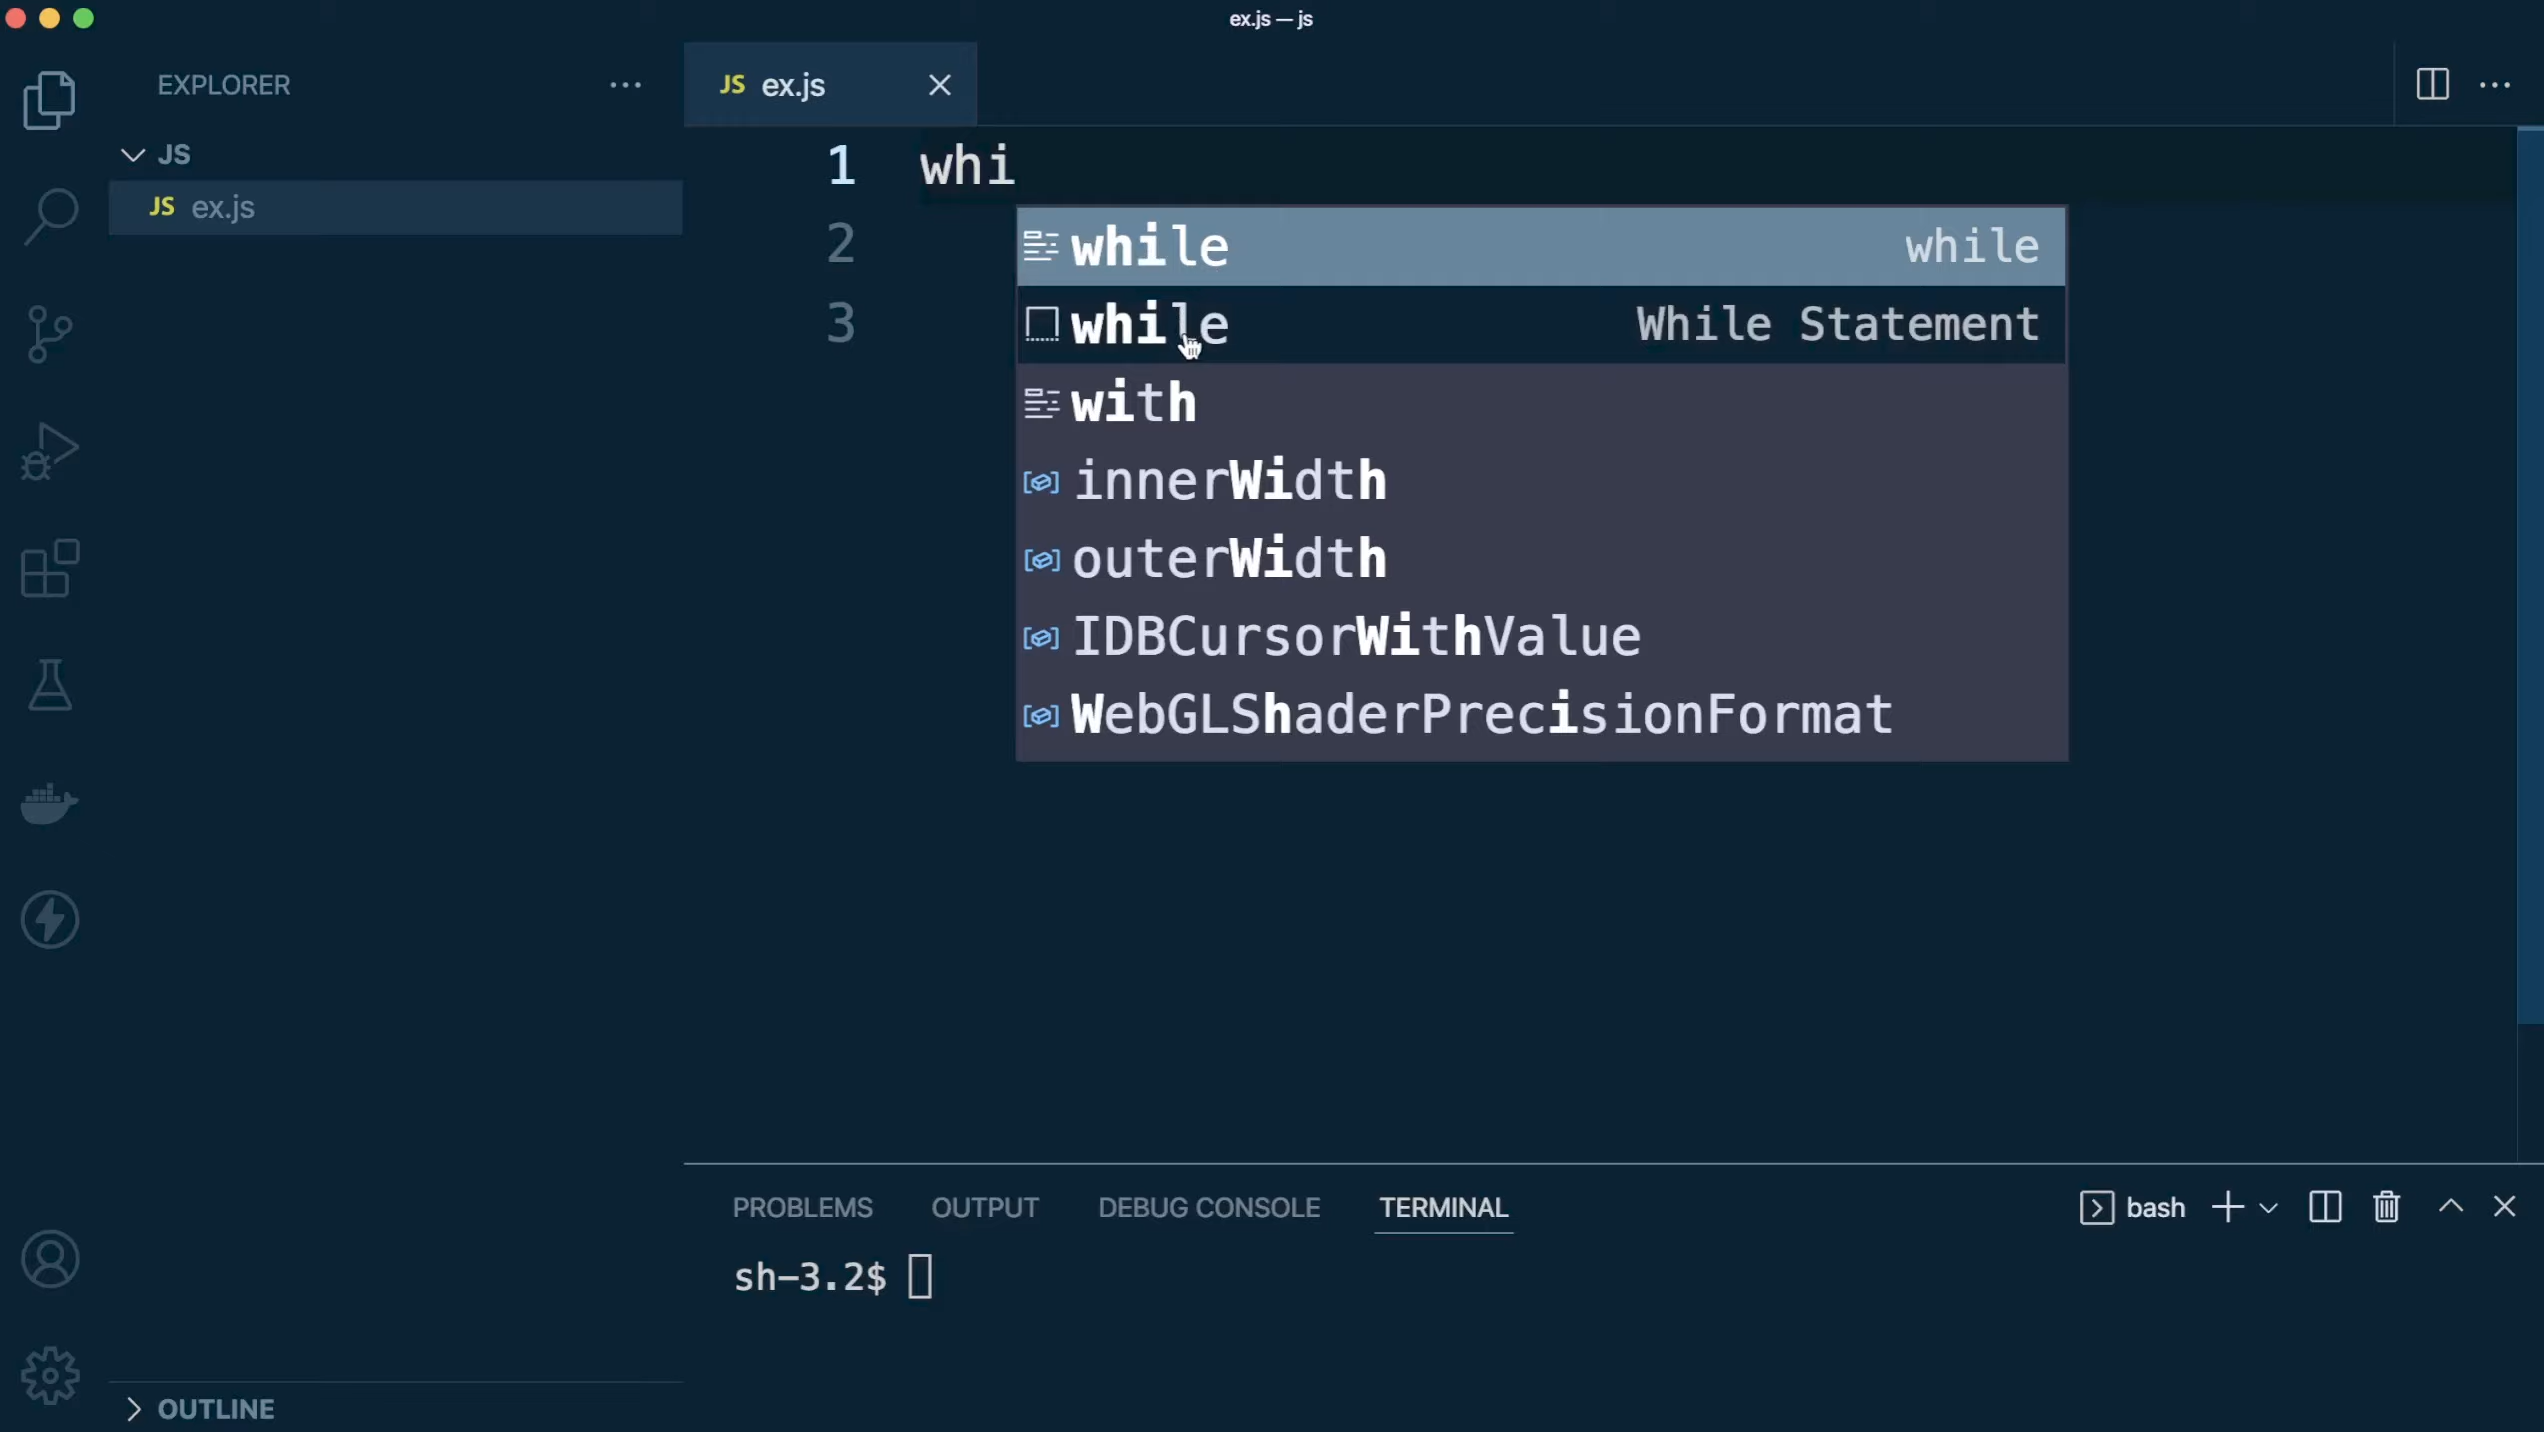 ex.js — js
EXPLORER
JS ex.js
JS
JS ex.js
1 whi
2
3
while while
while While Statement
with
innerWidth
outerWidth
IDBCursorWithValue
WebGLShaderPrecisionFormat
PROBLEMS OUTPUT DEBUG CONSOLE TERMINAL bash
sh-3.2$
OUTLINE